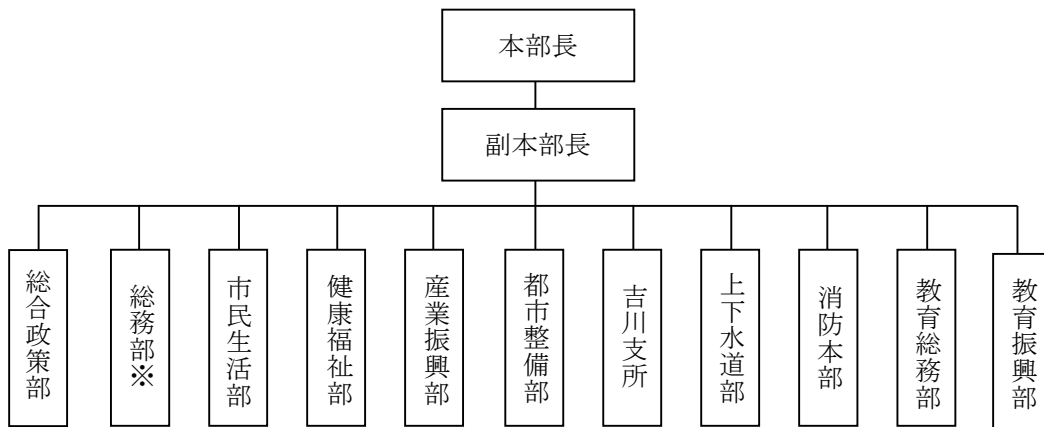 本部長
副本部長
総合政策部
総務部※
市民生活部
健康福祉部
産業振興部
都市整備部
吉川支所
上下水道部
消防本部
教育総務部
教育振興部